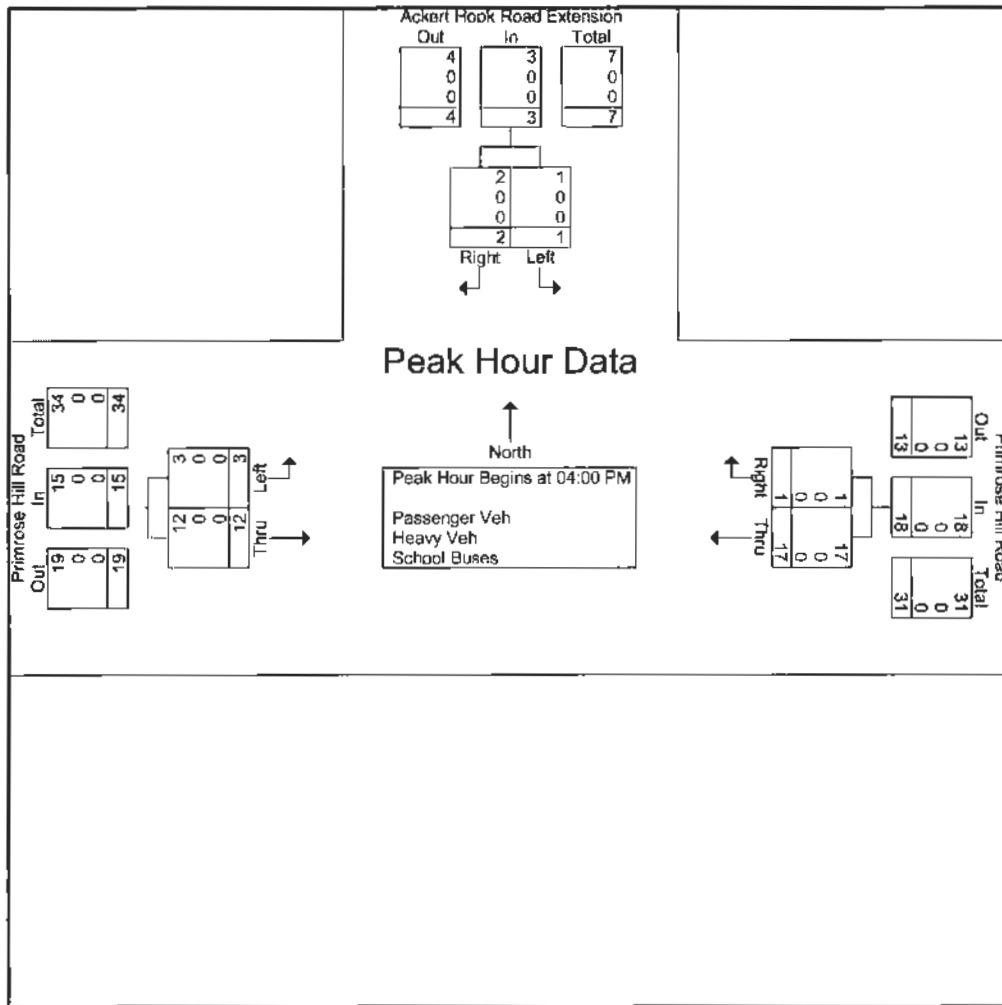 Ackert Hook Road Extension
Out In Total
4 3 7
0 0 0
0 0 0
4 3 7
2 1
0 0
0 0
2 1
Right Left
Peak Hour Data
North
Peak Hour Begins at 04:00 PM
Passenger Veh
Heavy Veh
School Buses
Primrose Hill Road
Total
34 0 0 34
In
15 0 0 15
Out
19 0 0 19
Left
3 0 0 3
Thru
12 0 0 12
Right
1 0 0 1
Thru
17 0 0 17
Primrose Hill Road
Out
13 0 0 13
In
18 0 0 18
Total
31 0 0 31